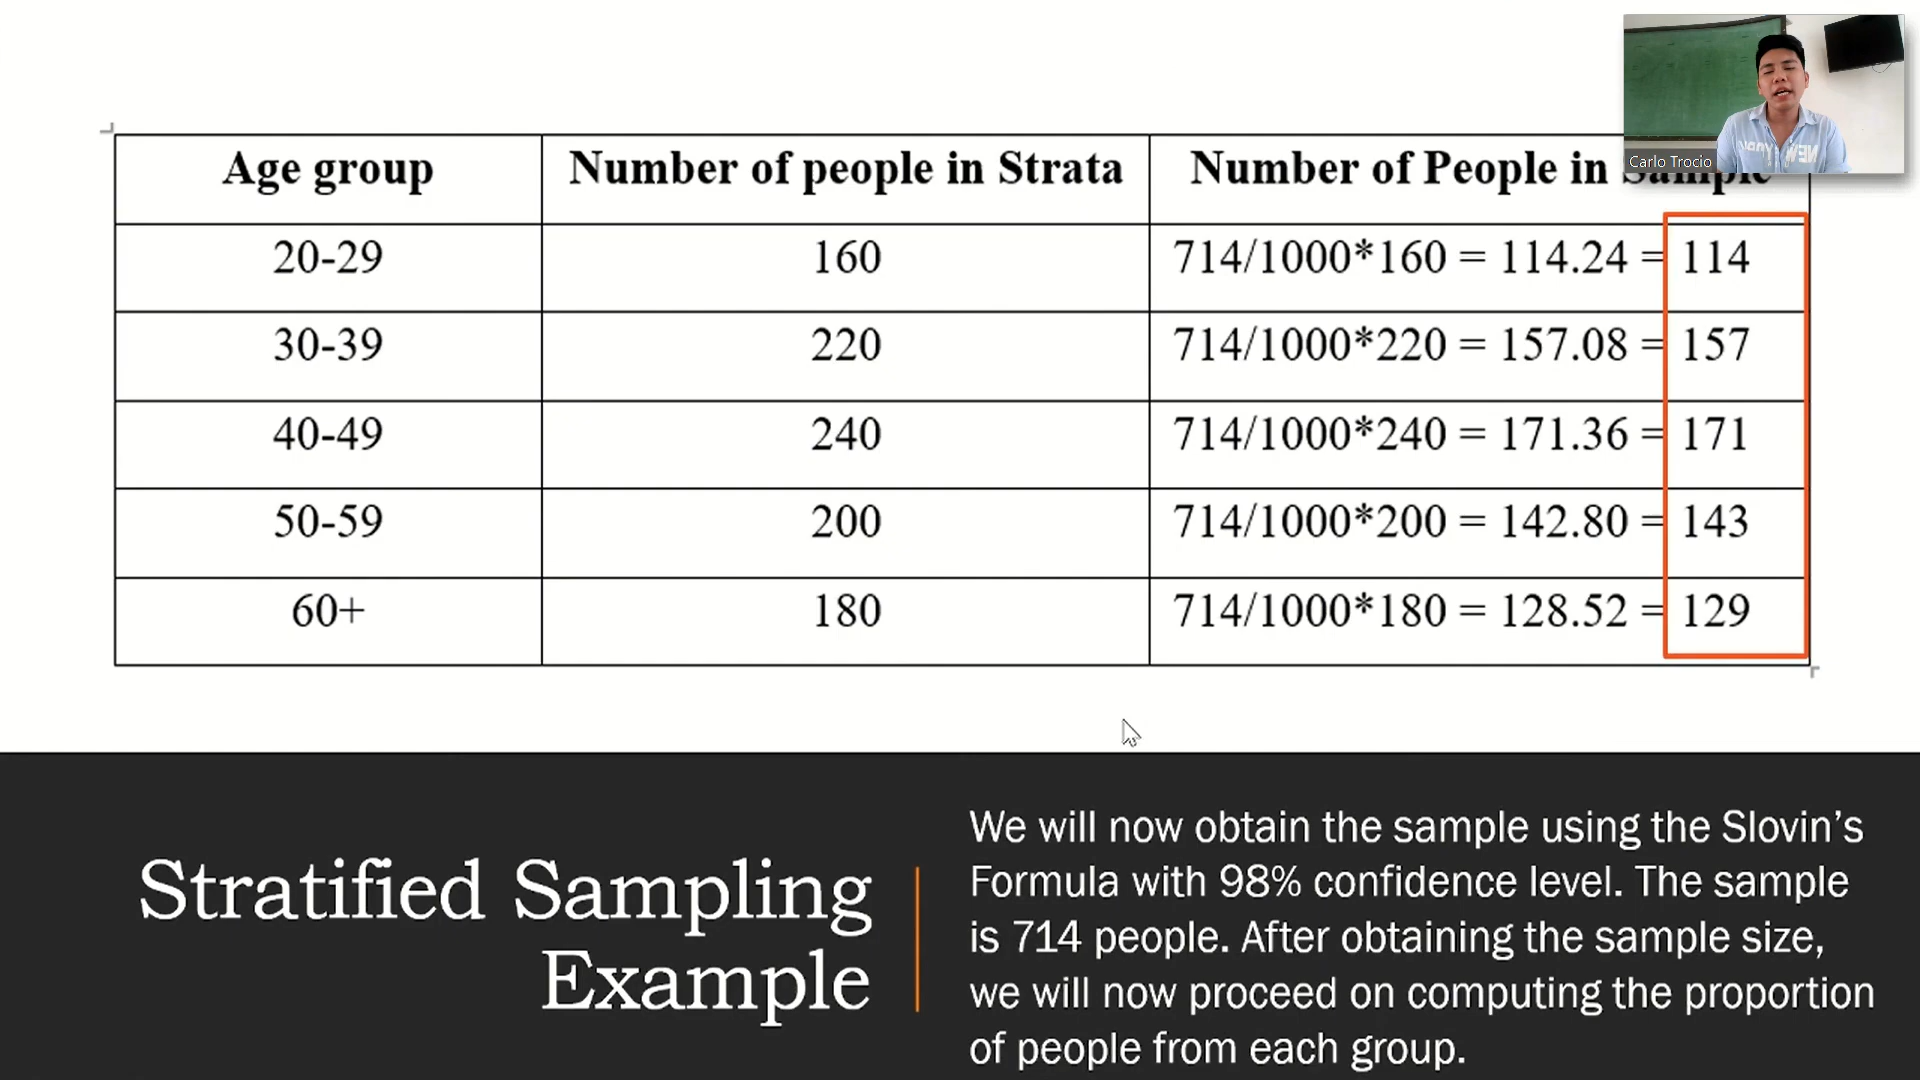 Carlo Trocio
Age group Number of people in Strata Number of People in Sample
20-29 160 714/1000*160 = 114.24 = 114
30-39 220 714/1000*220 = 157.08 = 157
40-49 240 714/1000*240 = 171.36 = 171
50-59 200 714/1000*200 = 142.80 = 143
60+ 180 714/1000*180 = 128.52 = 129
Stratified Sampling
Example
We will now obtain the sample using the Slovin’s
Formula with 98% confidence level. The sample
is 714 people. After obtaining the sample size,
we will now proceed on computing the proportion
of people from each group.